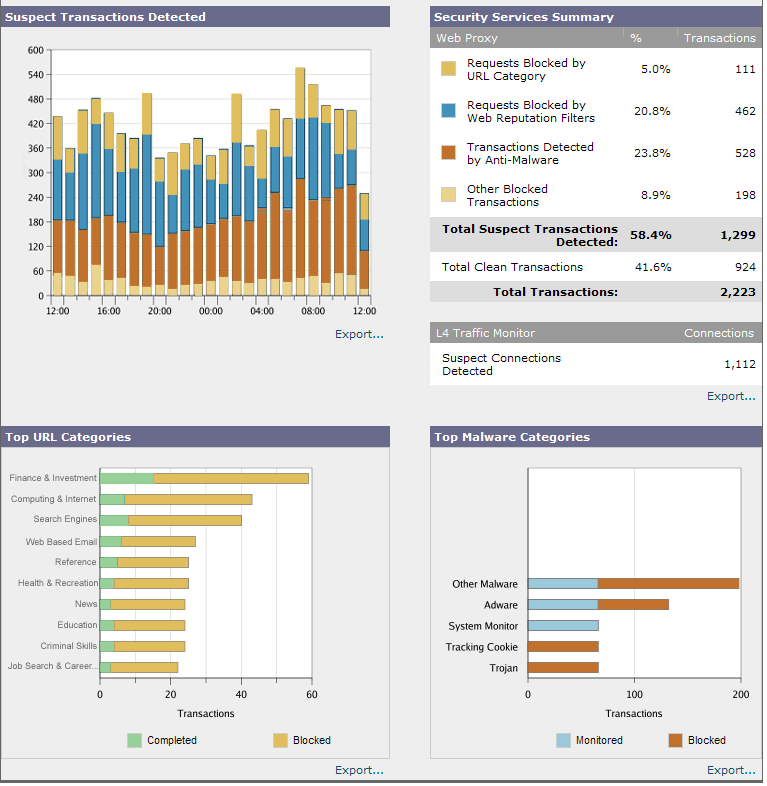 Suspect Transactions Detected
600
540
480
420
360
300
240
180
120
60
0
12:00 16:00 20:00 00:00 04:00 08:00 12:00
Export...
Security Services Summary
Web Proxy % Transactions
Requests Blocked by
URL Category 5.0% 111
Requests Blocked by
Web Reputation Filters 20.8% 462
Transactions Detected
by Anti-Malware 23.8% 528
Other Blocked
Transactions 8.9% 198
Total Suspect Transactions
Detected: 58.4% 1,299
Total Clean Transactions 41.6% 924
Total Transactions: 2,223
L4 Traffic Monitor Connections
Suspect Connections
Detected 1,112
Export...
Top URL Categories
Finance & Investment
Computing & Internet
Search Engines
Web Based Email
Reference
Health & Recreation
News
Education
Criminal Skills
Job Search & Career...
0 20 40 60
Transactions
Completed Blocked
Export...
Top Malware Categories
Other Malware
Adware
System Monitor
Tracking Cookie
Trojan
0 100 200
Transactions
Monitored Blocked
Export...